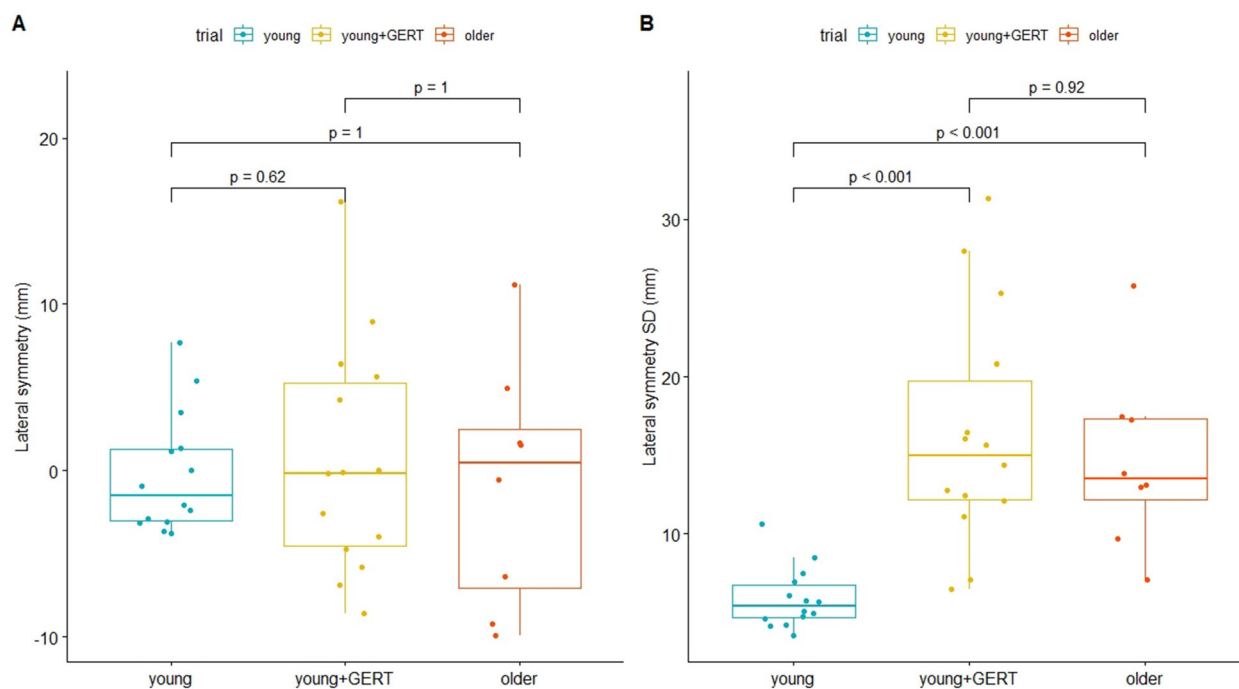 A
trial young young+GERT older
p = 1
p = 1
p = 0.62
20
10
0
-10
Lateral symmetry (mm)
young young+GERT older
B
trial young young+GERT older
p = 0.92
p < 0.001
p < 0.001
30
20
10
Lateral symmetry SD (mm)
young young+GERT older